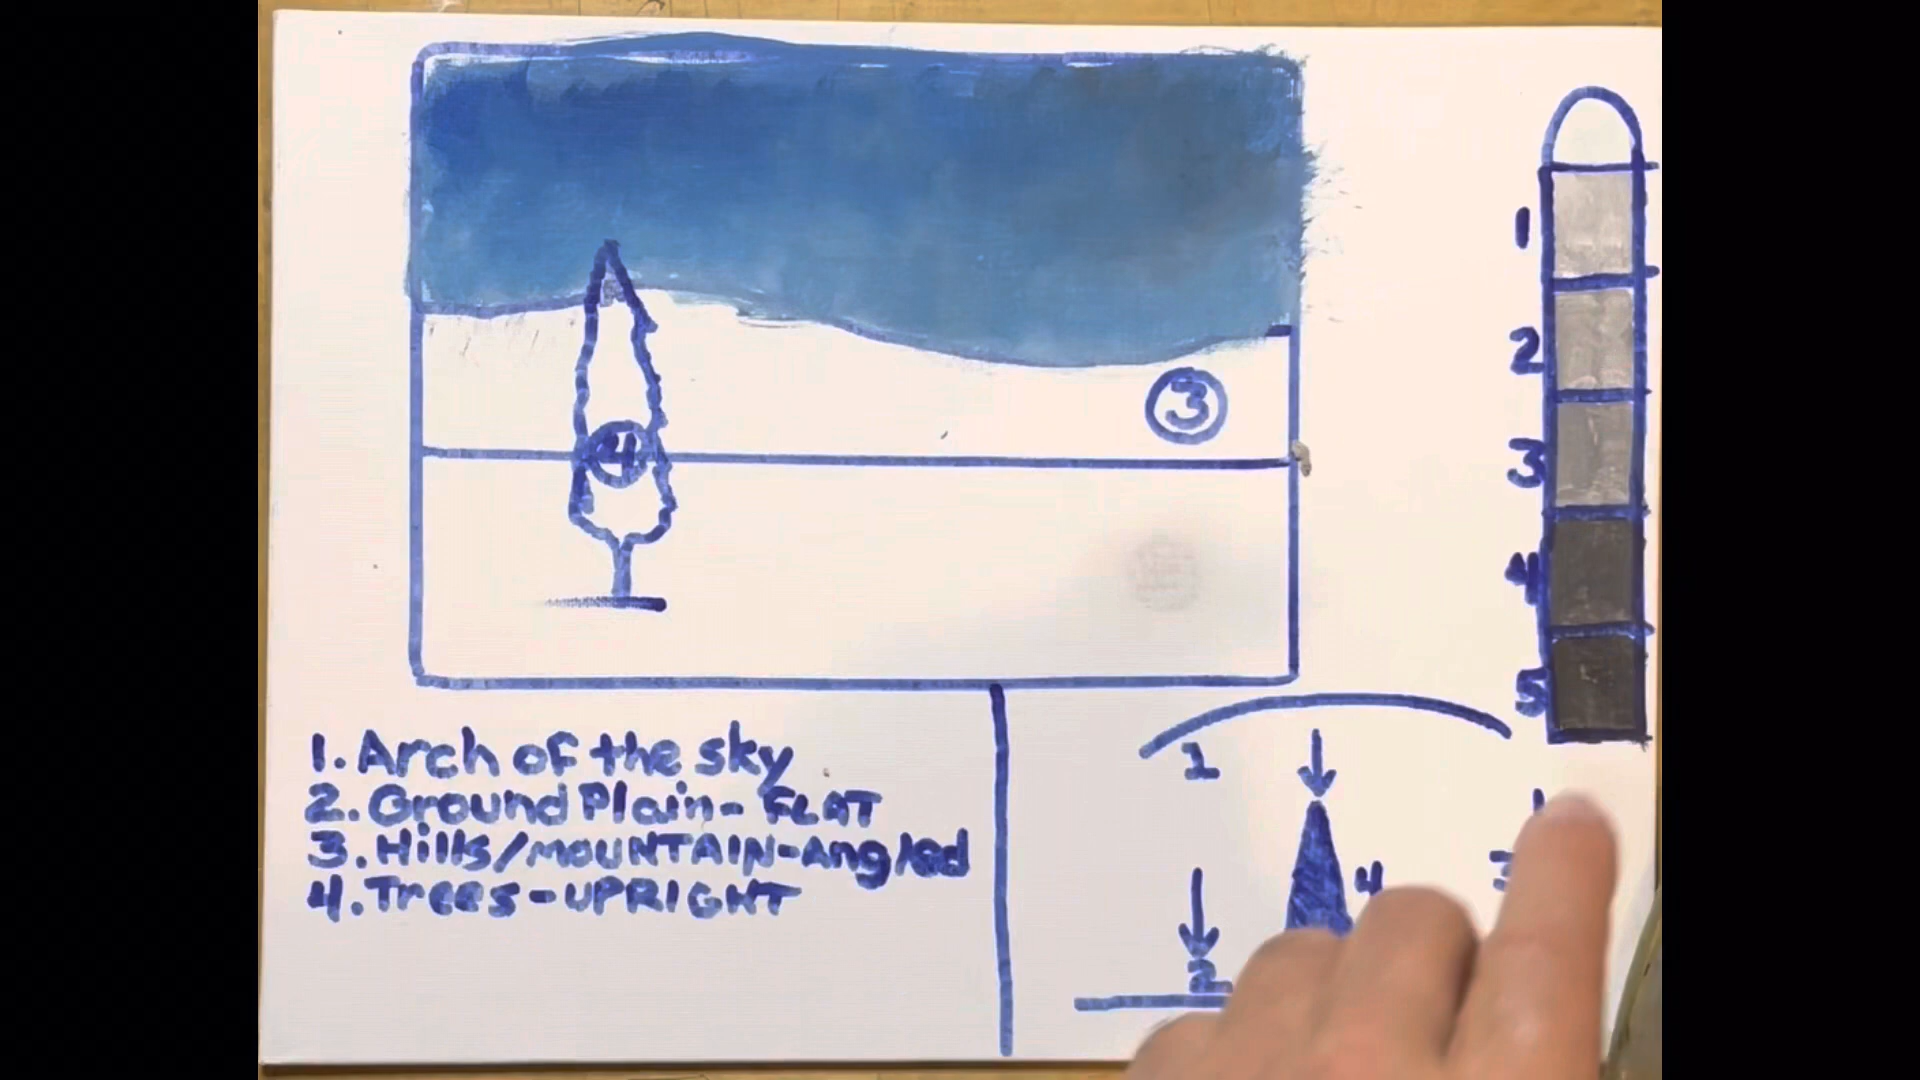 3
4
1
2
3
4
5
1. Arch of the sky
2. Ground Plain- FLAT
3. Hills/MOUNTAIN-Angled
4. Trees-UPRIGHT
1
4
3
2